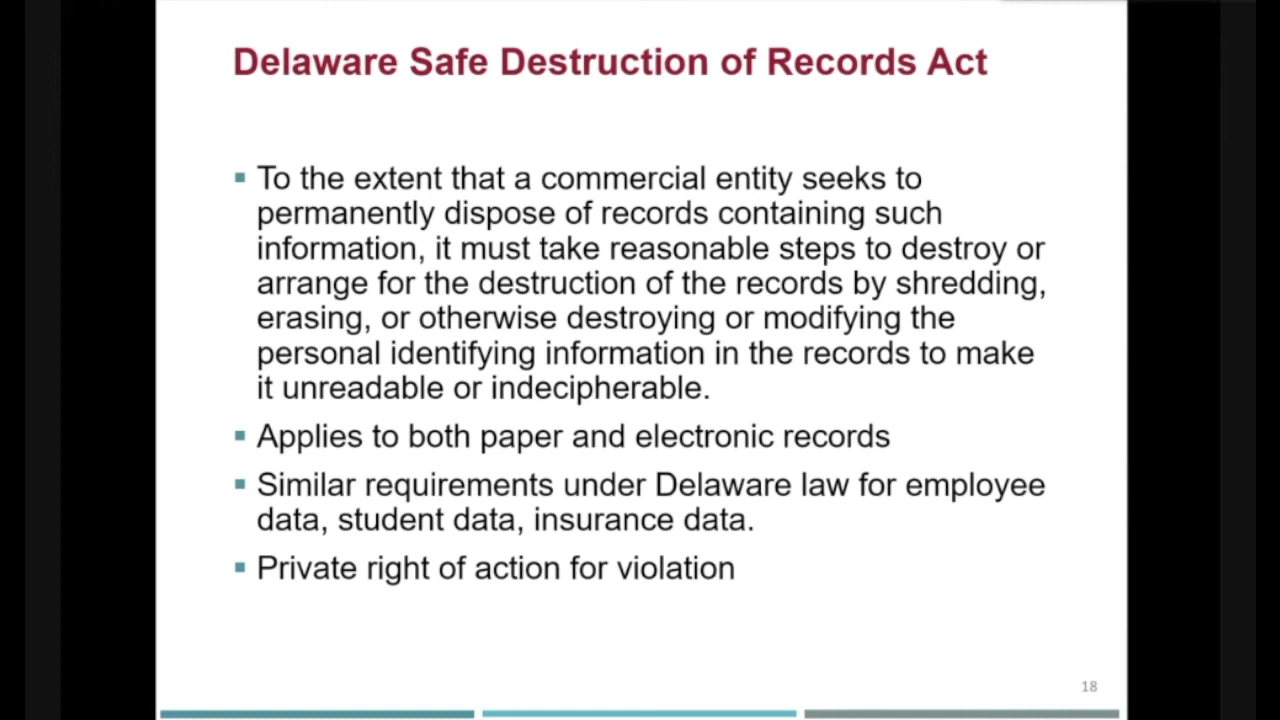 Delaware Safe Destruction of Records Act
▪ To the extent that a commercial entity seeks to
permanently dispose of records containing such
information, it must take reasonable steps to destroy or
arrange for the destruction of the records by shredding,
erasing, or otherwise destroying or modifying the
personal identifying information in the records to make
it unreadable or indecipherable.
▪ Applies to both paper and electronic records
▪ Similar requirements under Delaware law for employee
data, student data, insurance data.
▪ Private right of action for violation
18